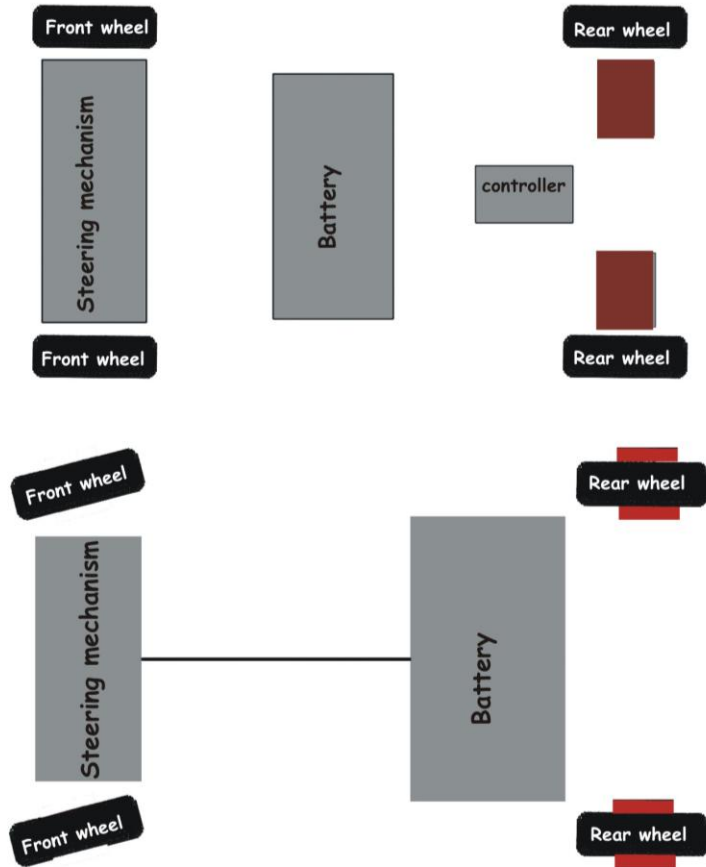 Front wheel
Rear wheel
Steering mechanism
Battery
controller
Front wheel
Rear wheel
Front wheel
Rear wheel
Steering mechanism
Battery
Front wheel
Rear wheel